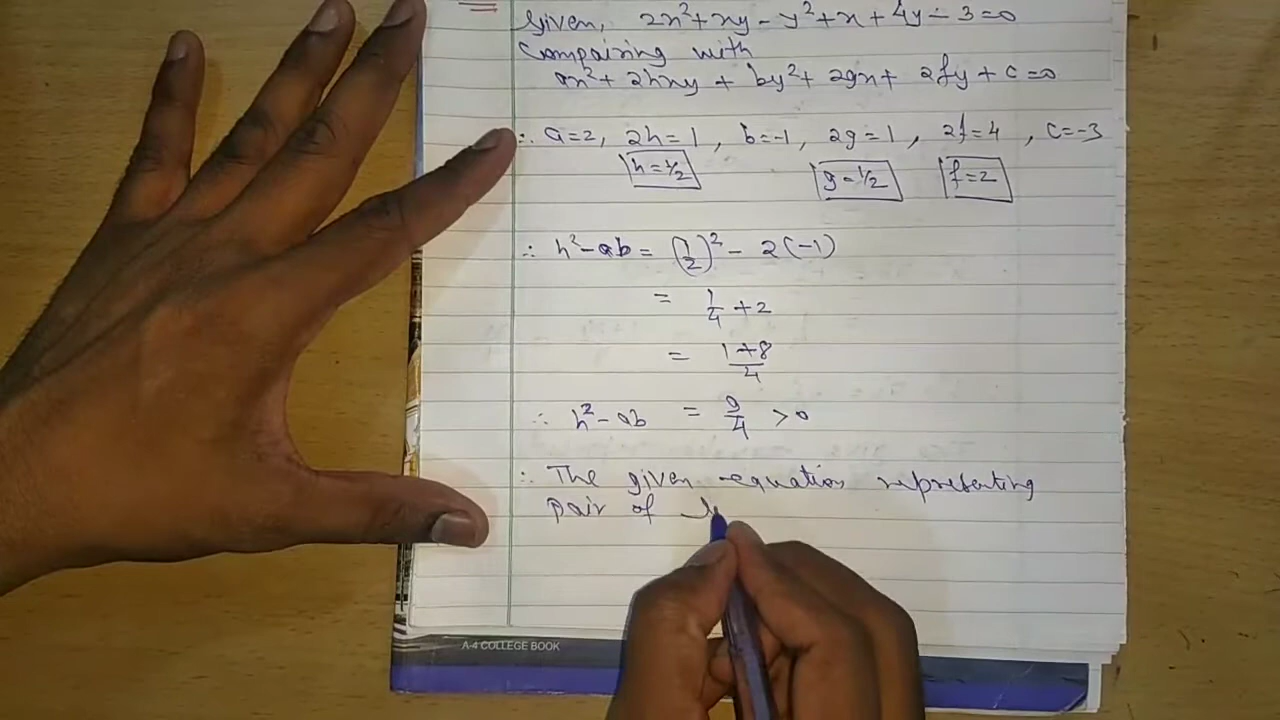 Given, 2x²+xy-y²+x+4y-3=0
Compairing with
ax²+2hxy+by²+2gx+2fy+c=0
∴ a=2, 2h=1, b=-1, 2g=1, 2f=4, c=-3
h=1/2 g=1/2 f=2
∴ h²-ab = (1/2)² - 2(-1)
= 1/4 + 2
= 1+8/4
∴ h²-ab = 9/4 >0
∴ The given equation representing
pair of
A-4 COLLEGE BOOK